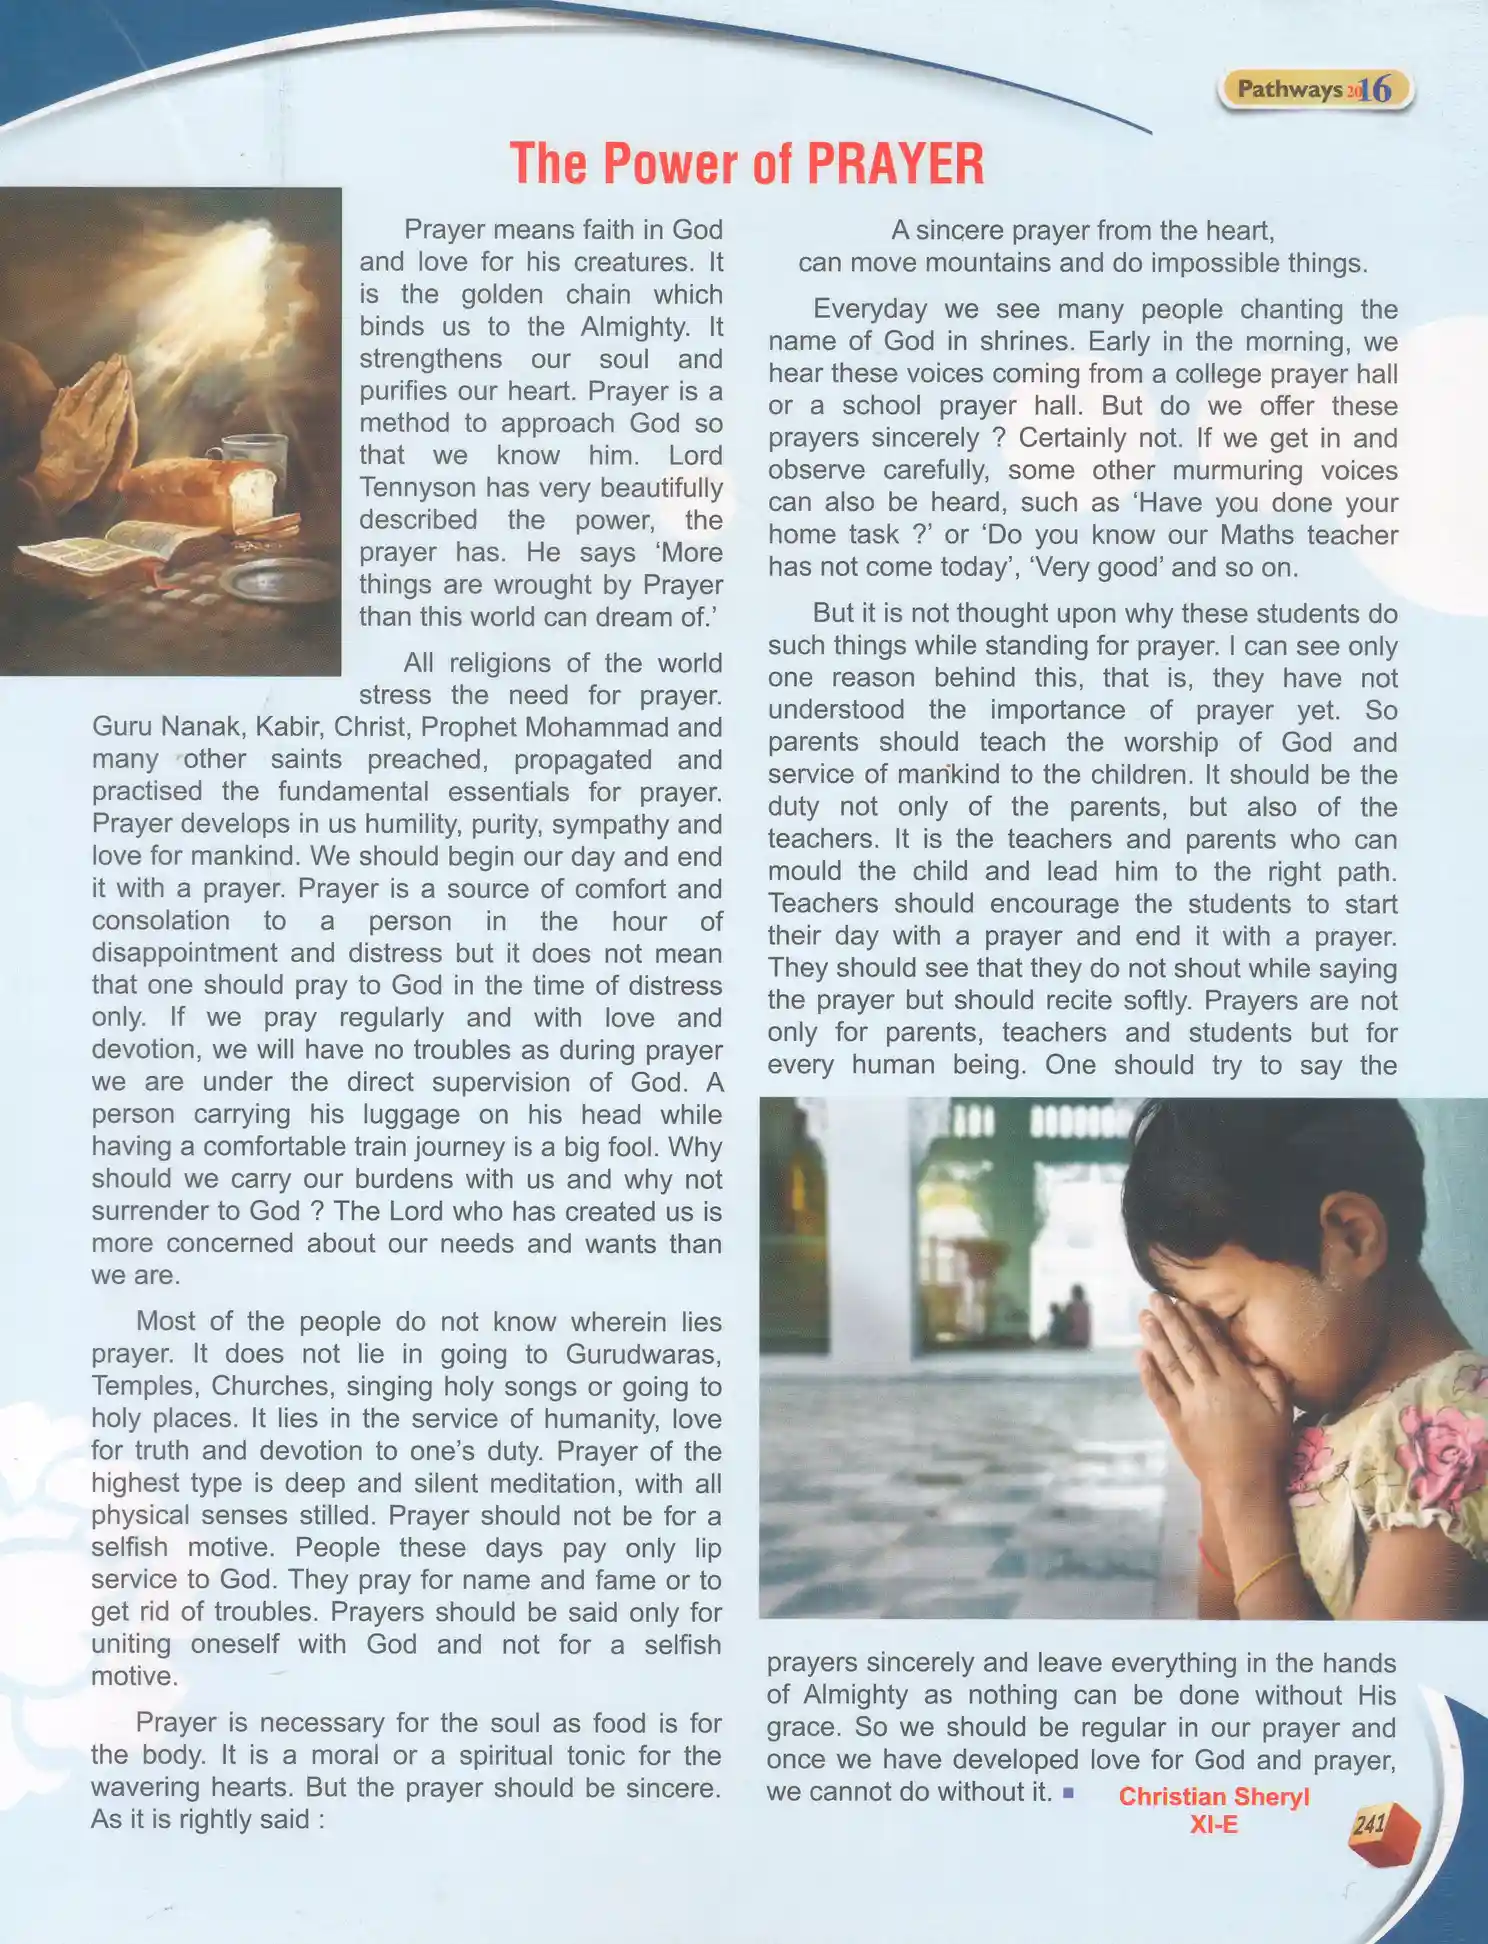 Pathways 2016
The Power of PRAYER
Prayer means faith in God
and love for his creatures. It
is the golden chain which
binds us to the Almighty. It
strengthens our soul and
purifies our heart. Prayer is a
method to approach God so
that we know him. Lord
Tennyson has very beautifully
described the power, the
prayer has. He says ‘More
things are wrought by Prayer
than this world can dream of.’
All religions of the world
stress the need for prayer.
Guru Nanak, Kabir, Christ, Prophet Mohammad and
many other saints preached, propagated and
practised the fundamental essentials for prayer.
Prayer develops in us humility, purity, sympathy and
love for mankind. We should begin our day and end
it with a prayer. Prayer is a source of comfort and
consolation to a person in the hour of
disappointment and distress but it does not mean
that one should pray to God in the time of distress
only. If we pray regularly and with love and
devotion, we will have no troubles as during prayer
we are under the direct supervision of God. A
person carrying his luggage on his head while
having a comfortable train journey is a big fool. Why
should we carry our burdens with us and why not
surrender to God ? The Lord who has created us is
more concerned about our needs and wants than
we are.
Most of the people do not know wherein lies
prayer. It does not lie in going to Gurudwaras,
Temples, Churches, singing holy songs or going to
holy places. It lies in the service of humanity, love
for truth and devotion to one’s duty. Prayer of the
highest type is deep and silent meditation, with all
physical senses stilled. Prayer should not be for a
selfish motive. People these days pay only lip
service to God. They pray for name and fame or to
get rid of troubles. Prayers should be said only for
uniting oneself with God and not for a selfish
motive.
Prayer is necessary for the soul as food is for
the body. It is a moral or a spiritual tonic for the
wavering hearts. But the prayer should be sincere.
As it is rightly said :
A sincere prayer from the heart,
can move mountains and do impossible things.
Everyday we see many people chanting the
name of God in shrines. Early in the morning, we
hear these voices coming from a college prayer hall
or a school prayer hall. But do we offer these
prayers sincerely ? Certainly not. If we get in and
observe carefully, some other murmuring voices
can also be heard, such as ‘Have you done your
home task ?’ or ‘Do you know our Maths teacher
has not come today’, ‘Very good’ and so on.
But it is not thought upon why these students do
such things while standing for prayer. I can see only
one reason behind this, that is, they have not
understood the importance of prayer yet. So
parents should teach the worship of God and
service of mankind to the children. It should be the
duty not only of the parents, but also of the
teachers. It is the teachers and parents who can
mould the child and lead him to the right path.
Teachers should encourage the students to start
their day with a prayer and end it with a prayer.
They should see that they do not shout while saying
the prayer but should recite softly. Prayers are not
only for parents, teachers and students but for
every human being. One should try to say the
prayers sincerely and leave everything in the hands
of Almighty as nothing can be done without His
grace. So we should be regular in our prayer and
once we have developed love for God and prayer,
we cannot do without it. ■
Christian Sheryl
XI-E
241